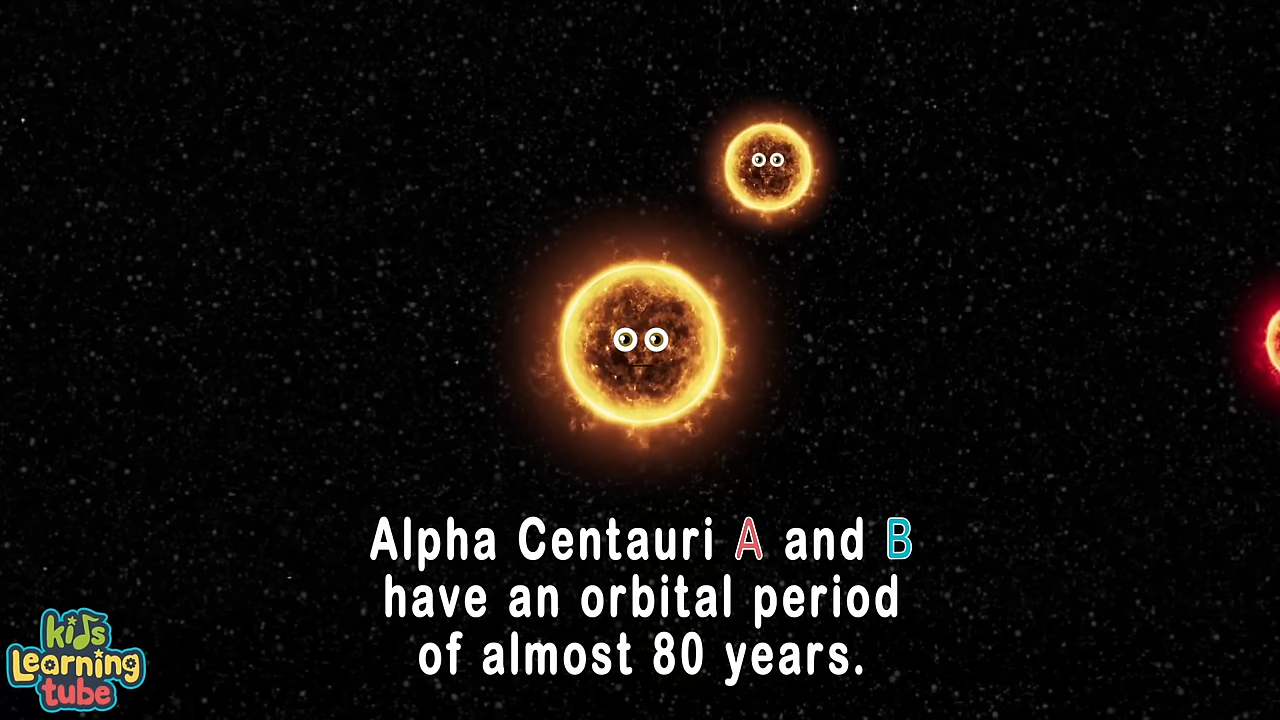 Alpha Centauri A and B
have an orbital period
of almost 80 years.
kids
Learning
tube